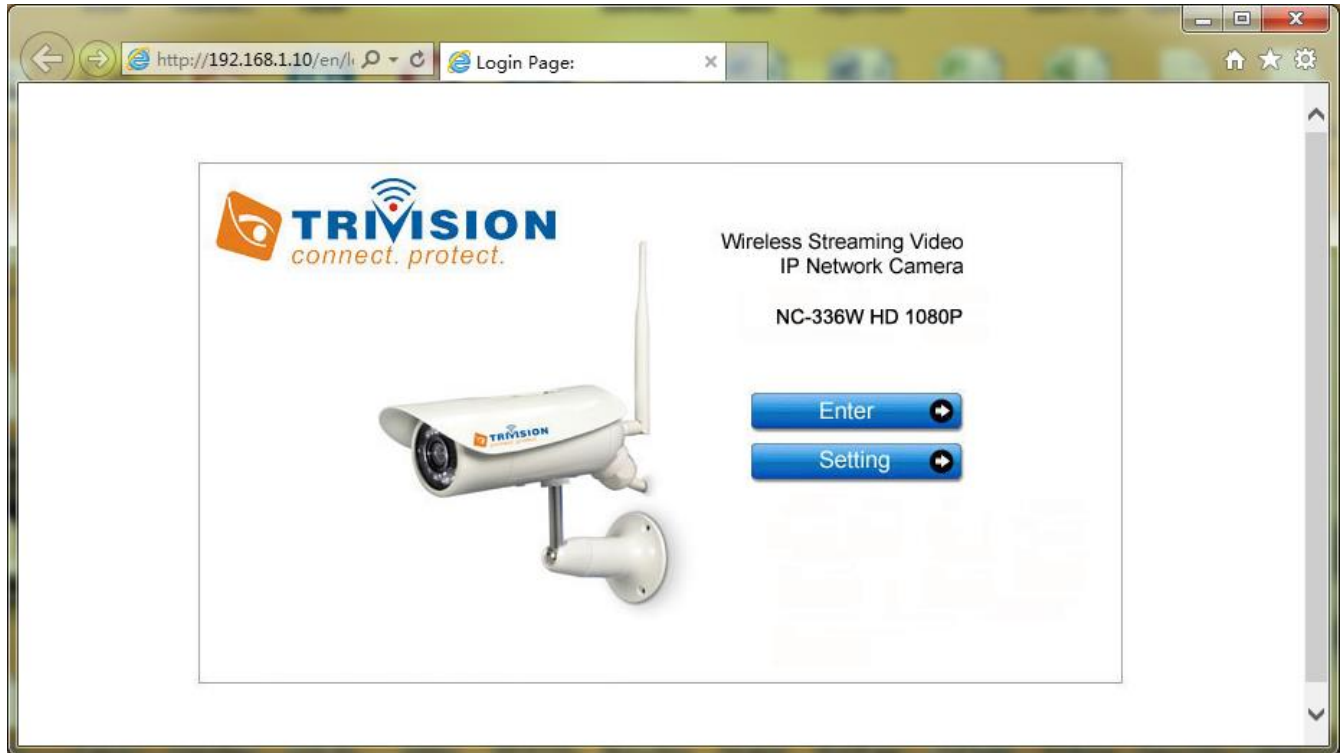 http://192.168.1.10/en/l
Login Page:
TRIVISION
connect. protect.
Wireless Streaming Video
IP Network Camera
NC-336W HD 1080P
TRIVISION
Enter
Setting